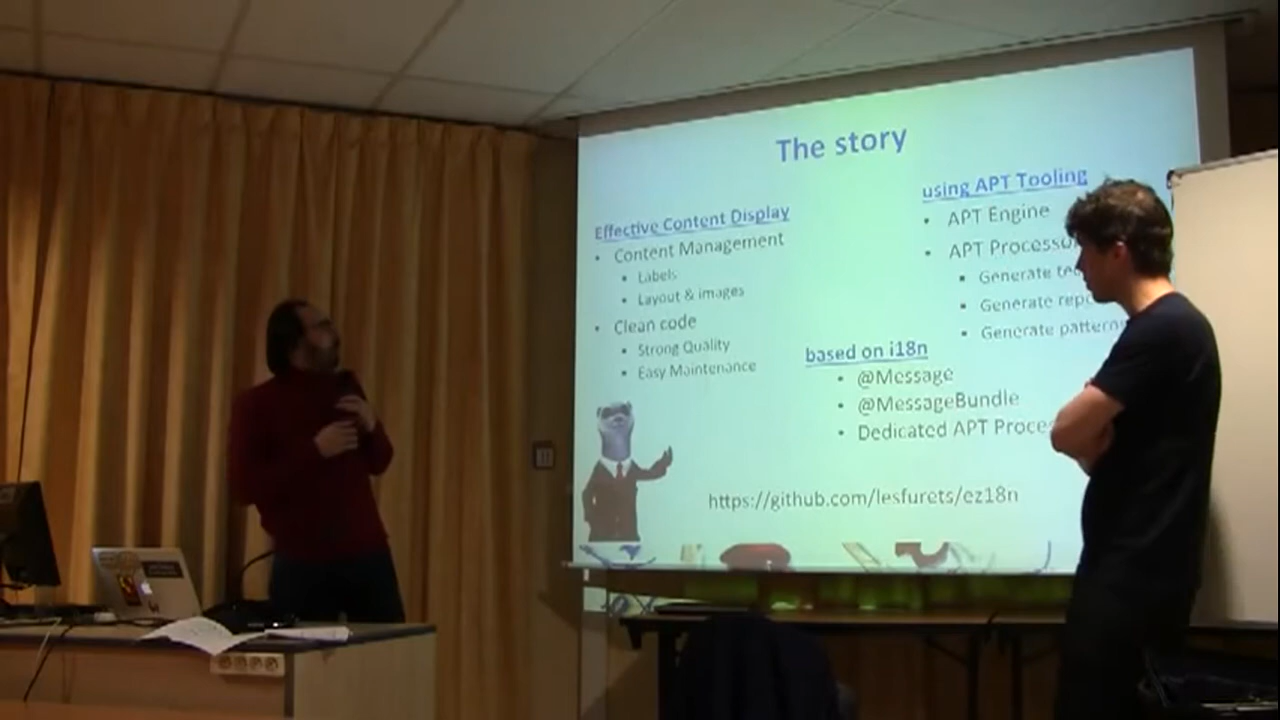 The story
Effective Content Display
• Content Management
• Labels
• Layout & images
• Clean code
• Strong Quality
• Easy Maintenance
using APT Tooling
• APT Engine
• APT Processo
• Generate
• Generate
• Generate pattern
based on i18n
• @Message
• @MessageBundle
• Dedicated APT Proce
https://github.com/lesfurets/ez18n